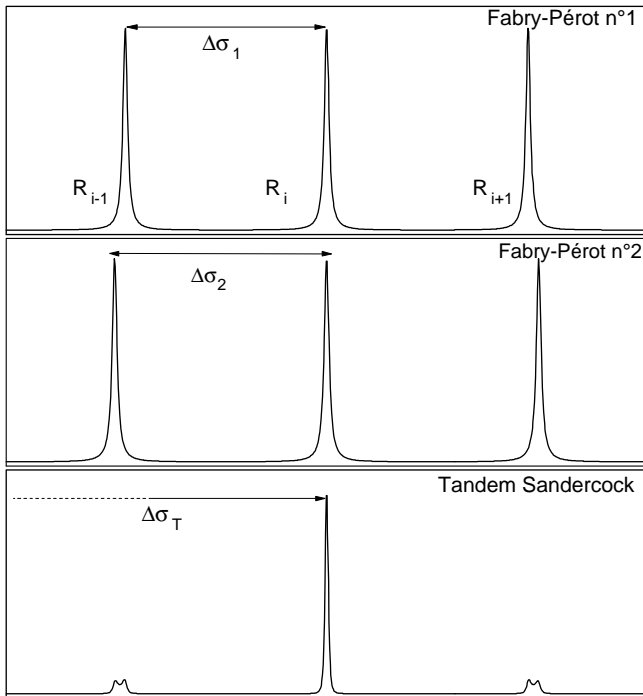 Fabry-Pérot n°1
Δσ1
Ri-1 Ri Ri+1
Fabry-Pérot n°2
Δσ2
Tandem Sandercock
ΔσT